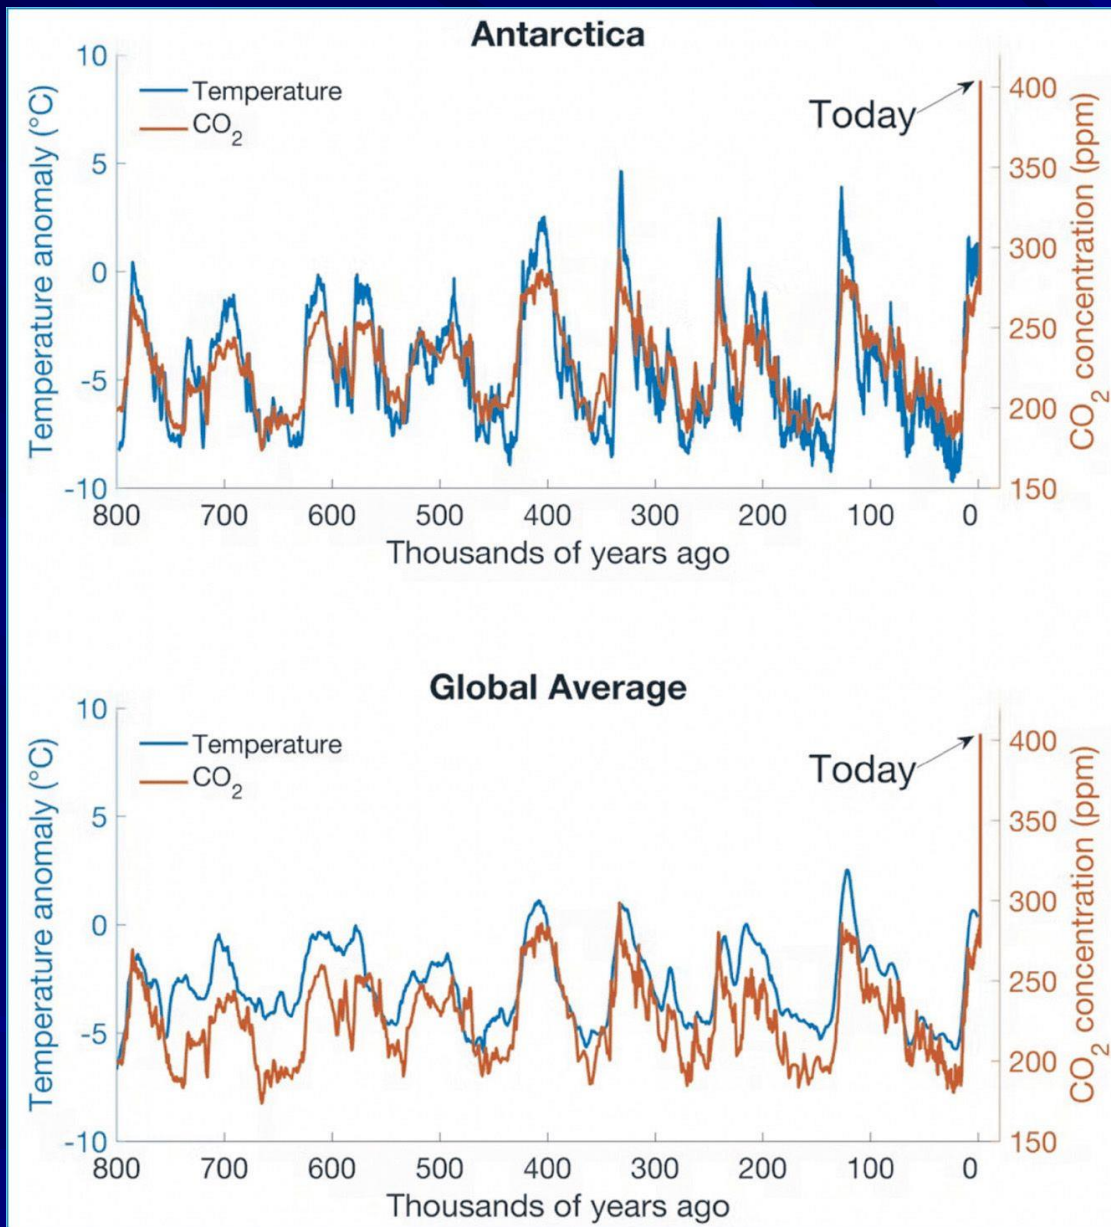 Antarctica
Temperature anomaly (°C)
10
5
0
-5
-10
Temperature
CO₂
Today
400
350
300
250
200
150
CO₂ concentration (ppm)
800 700 600 500 400 300 200 100 0
Thousands of years ago
Global Average
Temperature anomaly (°C)
10
5
0
-5
-10
Temperature
CO₂
Today
400
350
300
250
200
150
CO₂ concentration (ppm)
800 700 600 500 400 300 200 100 0
Thousands of years ago